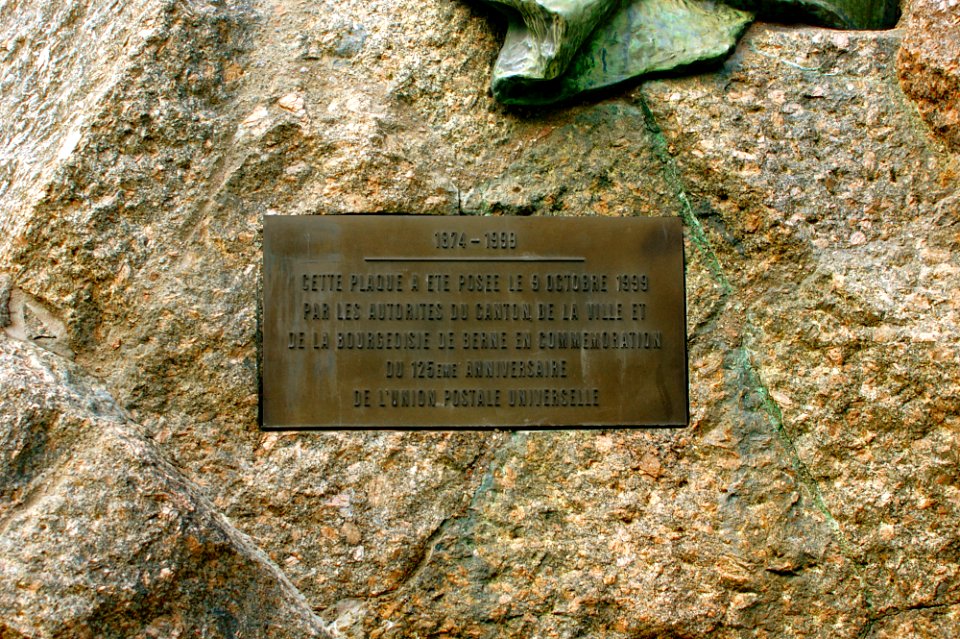 1874 – 1999
CETTE PLAQUE A ETE POSEE LE 9 OCTOBRE 1999
PAR LES AUTORITES DU CANTON, DE LA VILLE ET
DE LA BOURGEOISIE DE BERNE EN COMMEMORATION
DU 125EME ANNIVERSAIRE
DE L'UNION POSTALE UNIVERSELLE